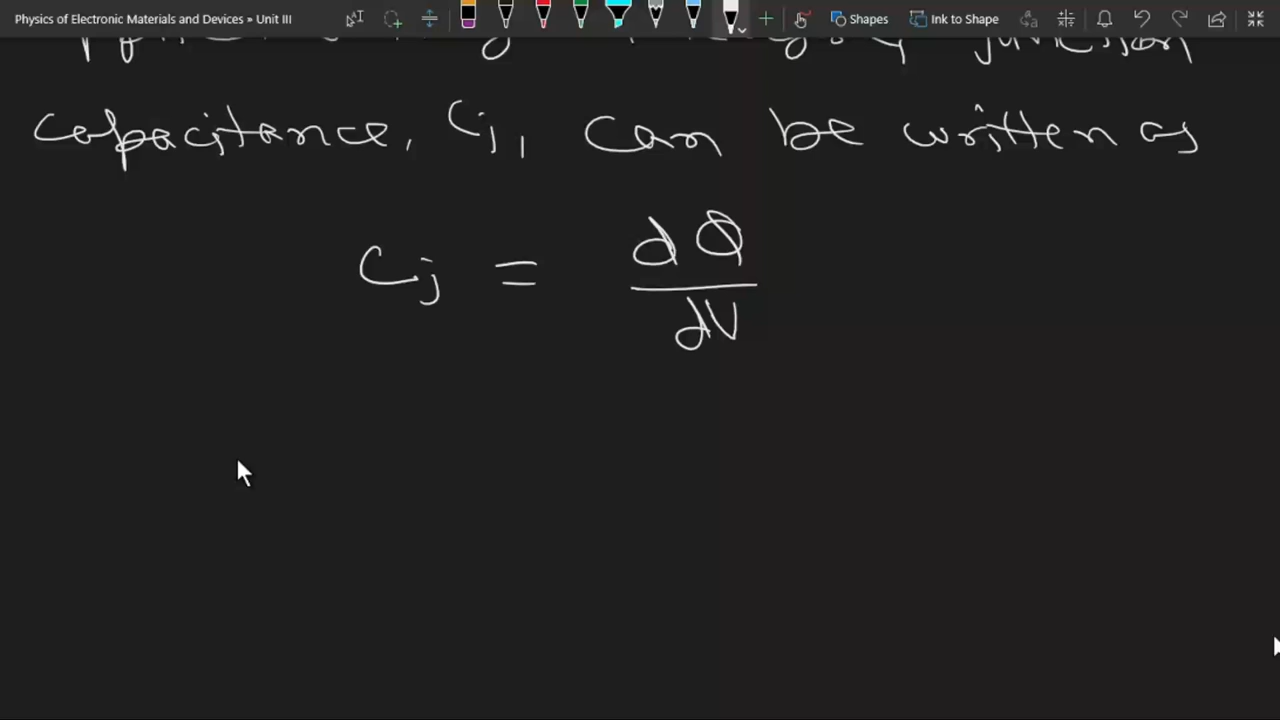 Physics of Electronic Materials and Devices » Unit III
Shapes
Ink to Shape
junction
capacitance, Cj, can be written as
Cj = dQ
dV